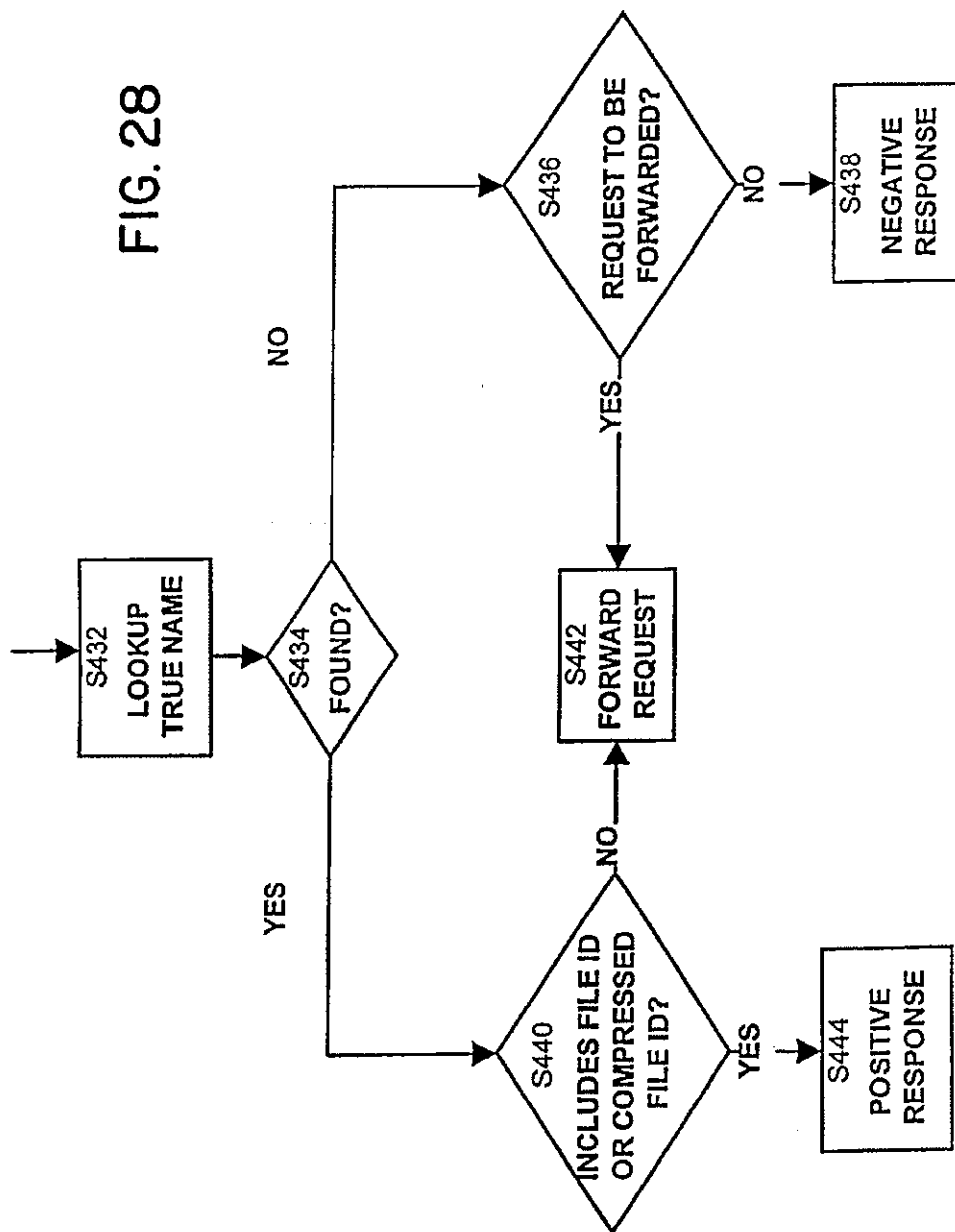 FIG. 28
S432
LOOKUP
TRUE NAME
S434
FOUND?
YES
NO
S440
INCLUDES FILE ID
OR COMPRESSED
FILE ID?
NO
YES
S442
FORWARD
REQUEST
YES
S436
REQUEST TO BE
FORWARDED?
NO
S444
POSITIVE
RESPONSE
S438
NEGATIVE
RESPONSE